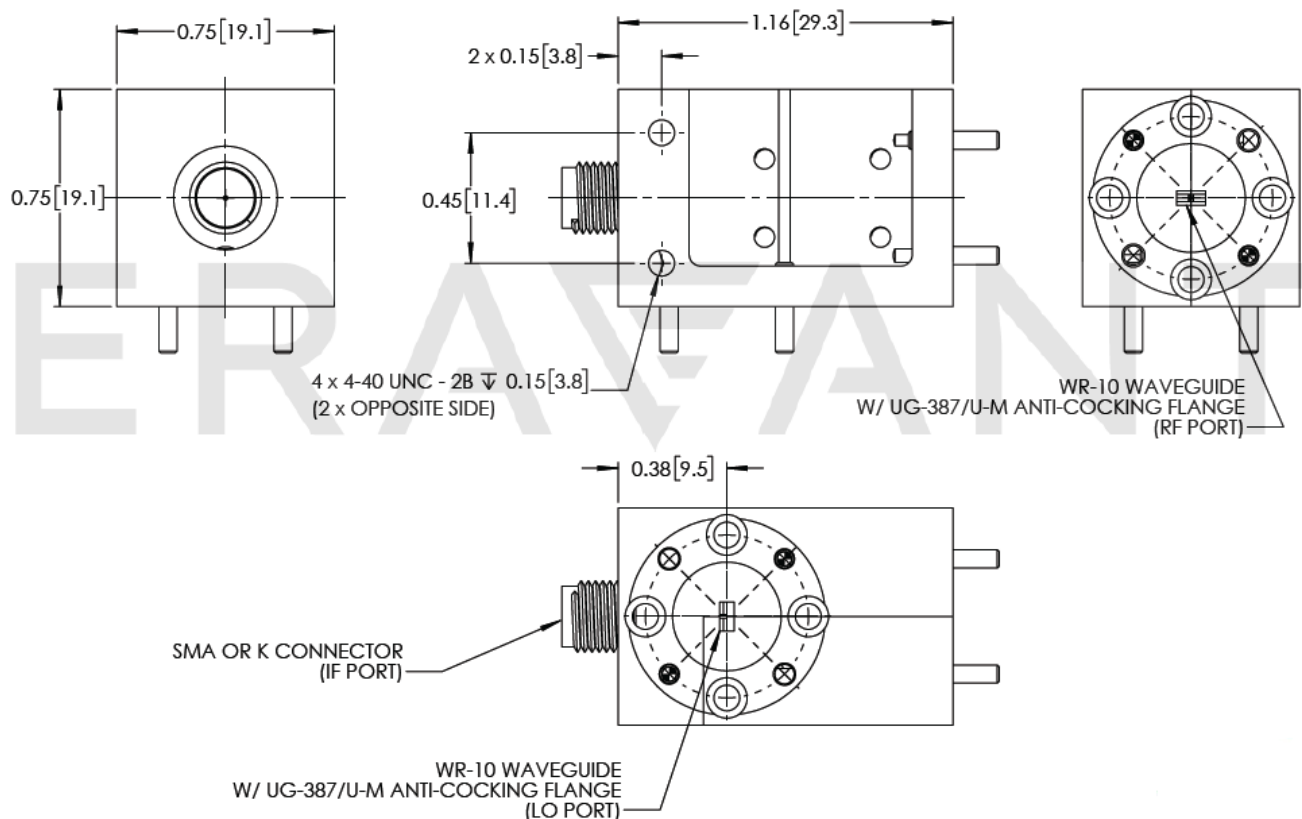 0.75[19.1]
1.16[29.3]
2 x 0.15[3.8]
0.75[19.1]
0.45[11.4]
ERAVANT
4 x 4-40 UNC - 2B ↧ 0.15[3.8]
(2 x OPPOSITE SIDE)
WR-10 WAVEGUIDE
W/ UG-387/U-M ANTI-COCKING FLANGE
(RF PORT)
0.38[9.5]
SMA OR K CONNECTOR
(IF PORT)
WR-10 WAVEGUIDE
W/ UG-387/U-M ANTI-COCKING FLANGE
(LO PORT)